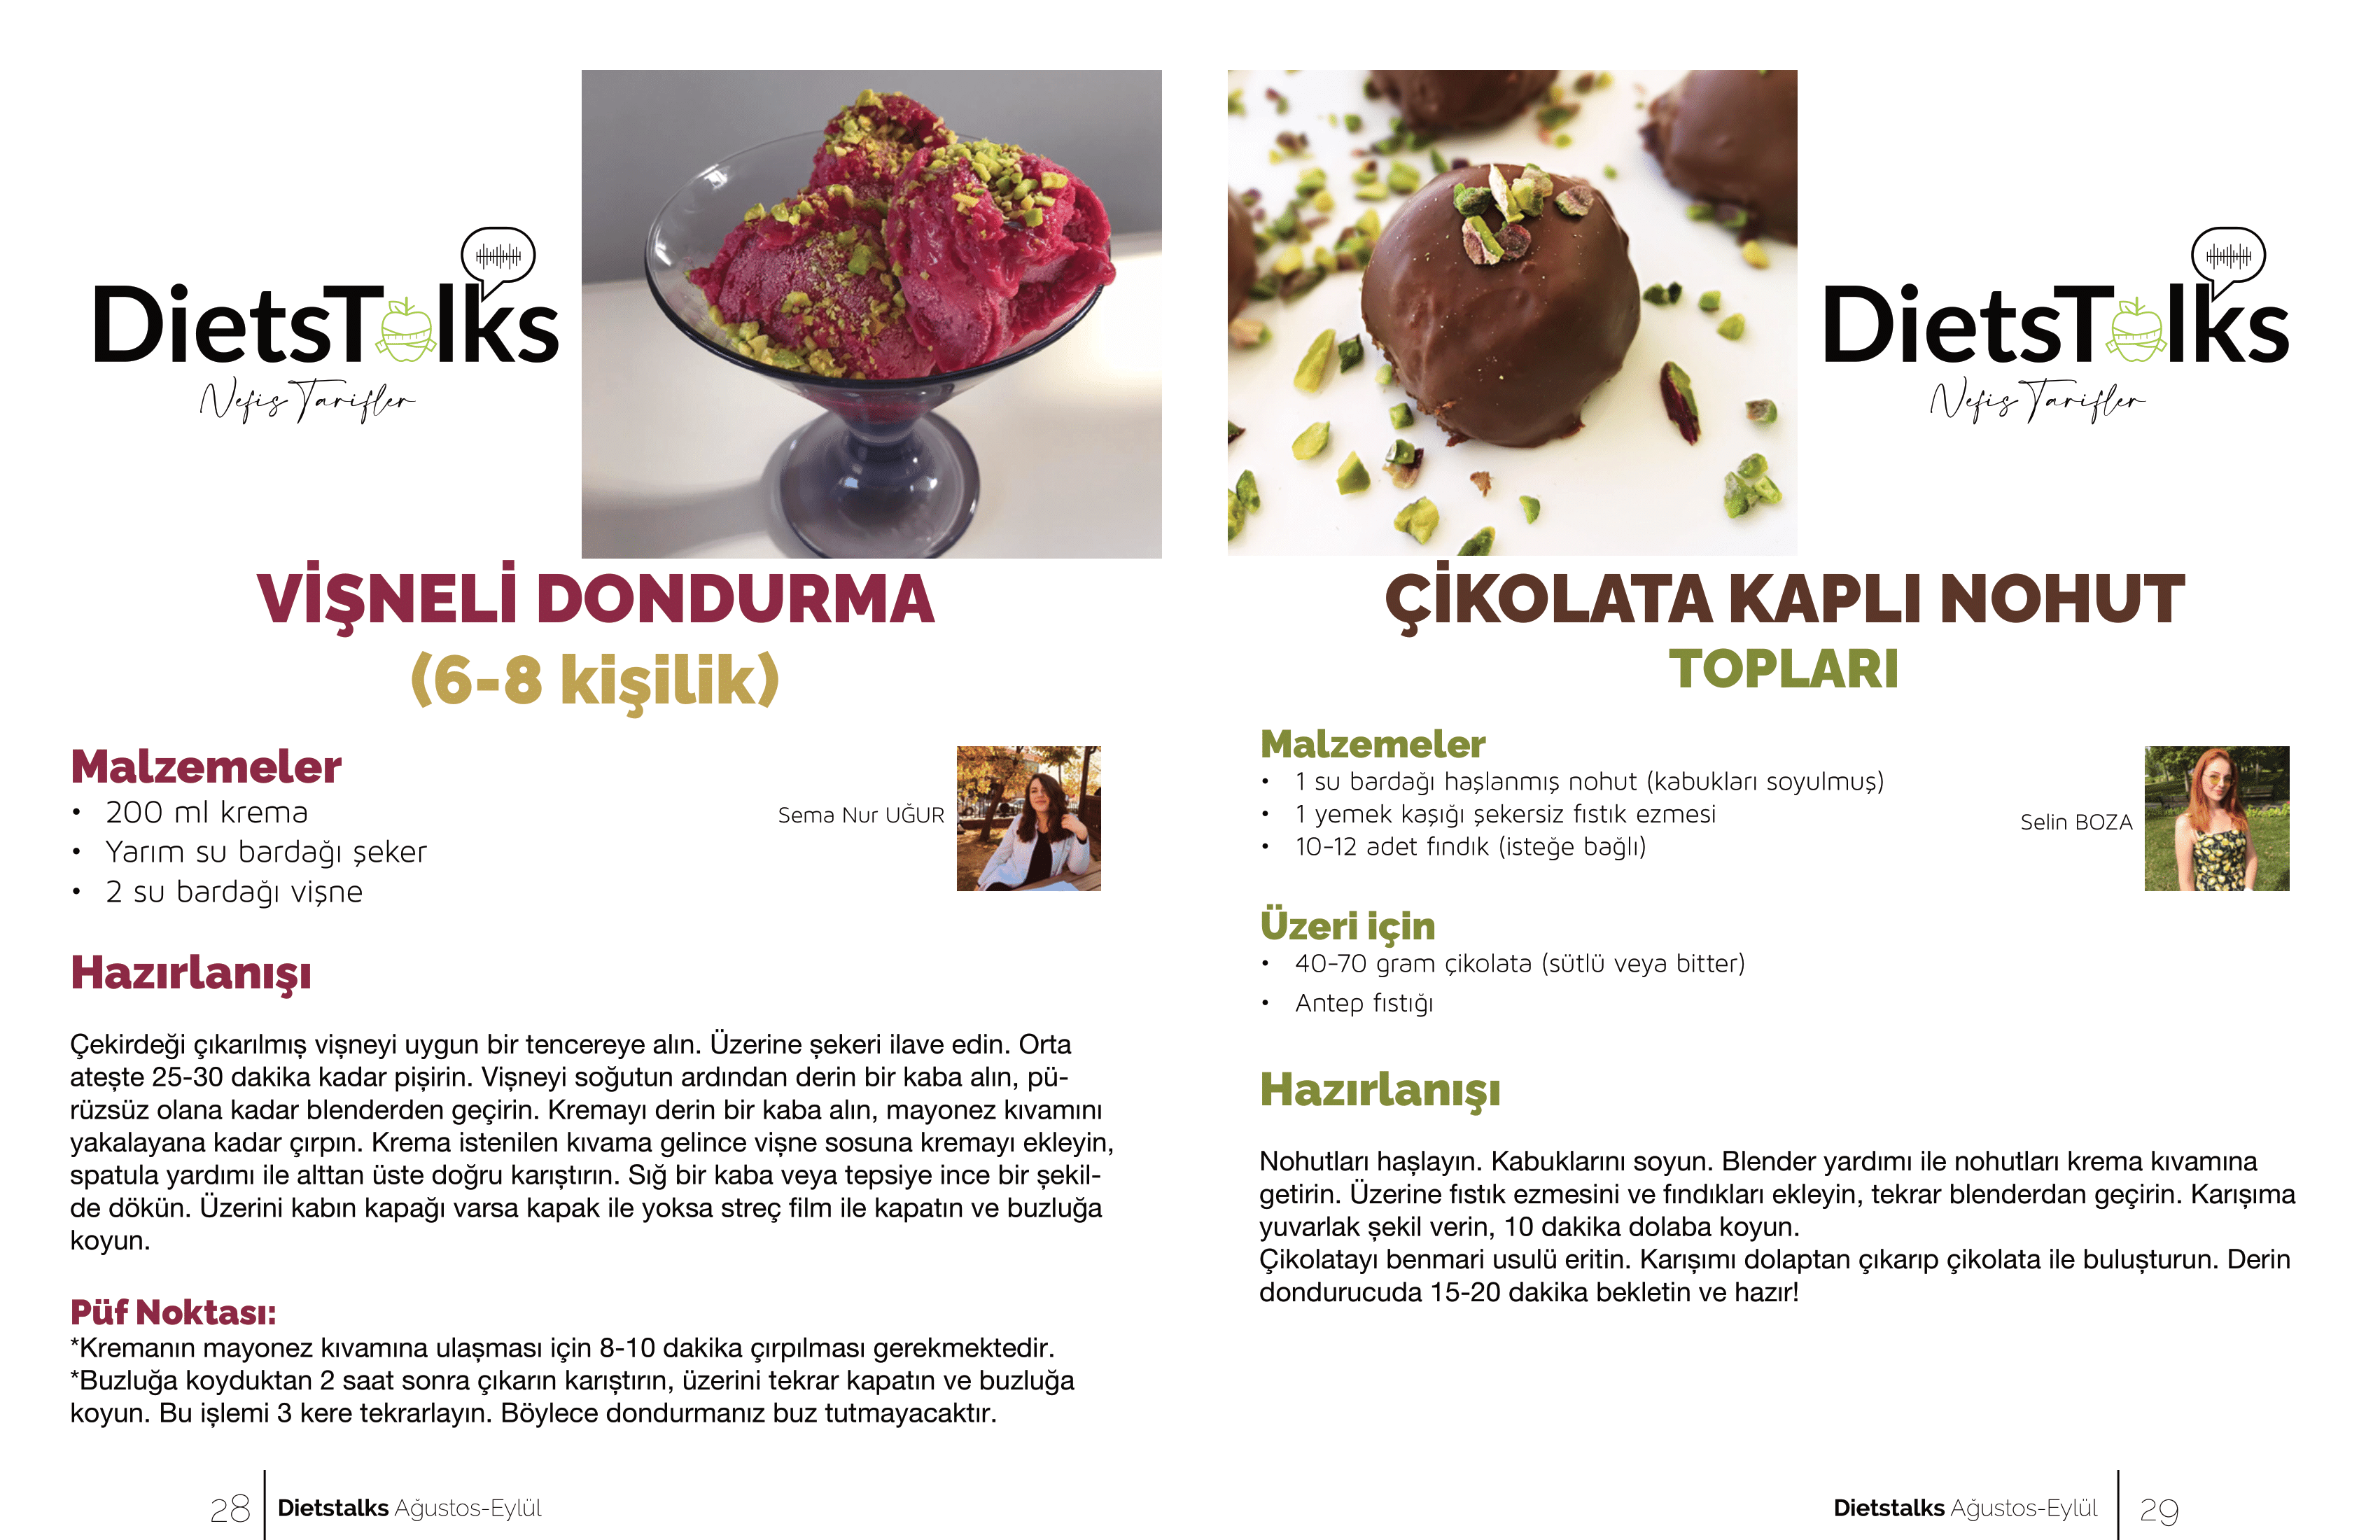 DietsTalks
Nefis Tarifler
VİŞNELİ DONDURMA
(6-8 kişilik)
Malzemeler
• 200 ml krema
• Yarım su bardağı şeker
• 2 su bardağı vişne
Sema Nur UĞUR
Hazırlanışı
Çekirdeği çıkarılmış vişneyi uygun bir tencereye alın. Üzerine şekeri ilave edin. Orta
ateşte 25-30 dakika kadar pişirin. Vişneyi soğutun ardından derin bir kaba alın, pü-
rüzsüz olana kadar blenderden geçirin. Kremayı derin bir kaba alın, mayonez kıvamını
yakalayana kadar çırpın. Krema istenilen kıvama gelince vişne sosuna kremayı ekleyin,
spatula yardımı ile alttan üste doğru karıştırın. Sığ bir kaba veya tepsiye ince bir şekil-
de dökün. Üzerini kabın kapağı varsa kapak ile yoksa streç film ile kapatın ve buzluğa
koyun.
Püf Noktası:
*Kremanın mayonez kıvamına ulaşması için 8-10 dakika çırpılması gerekmektedir.
*Buzluğa koyduktan 2 saat sonra çıkarın karıştırın, üzerini tekrar kapatın ve buzluğa
koyun. Bu işlemi 3 kere tekrarlayın. Böylece dondurmanız buz tutmayacaktır.
28 Dietstalks Ağustos-Eylül
DietsTalks
Nefis Tarifler
ÇİKOLATA KAPLI NOHUT
TOPLARI
Malzemeler
• 1 su bardağı haşlanmış nohut (kabukları soyulmuş)
• 1 yemek kaşığı şekersiz fıstık ezmesi
• 10-12 adet fındık (isteğe bağlı)
Selin BOZA
Üzeri için
• 40-70 gram çikolata (sütlü veya bitter)
• Antep fıstığı
Hazırlanışı
Nohutları haşlayın. Kabuklarını soyun. Blender yardımı ile nohutları krema kıvamına
getirin. Üzerine fıstık ezmesini ve fındıkları ekleyin, tekrar blenderdan geçirin. Karışıma
yuvarlak şekil verin, 10 dakika dolaba koyun.
Çikolatayı benmari usulü eritin. Karışımı dolaptan çıkarıp çikolata ile buluşturun. Derin
dondurucuda 15-20 dakika bekletin ve hazır!
Dietstalks Ağustos-Eylül 29